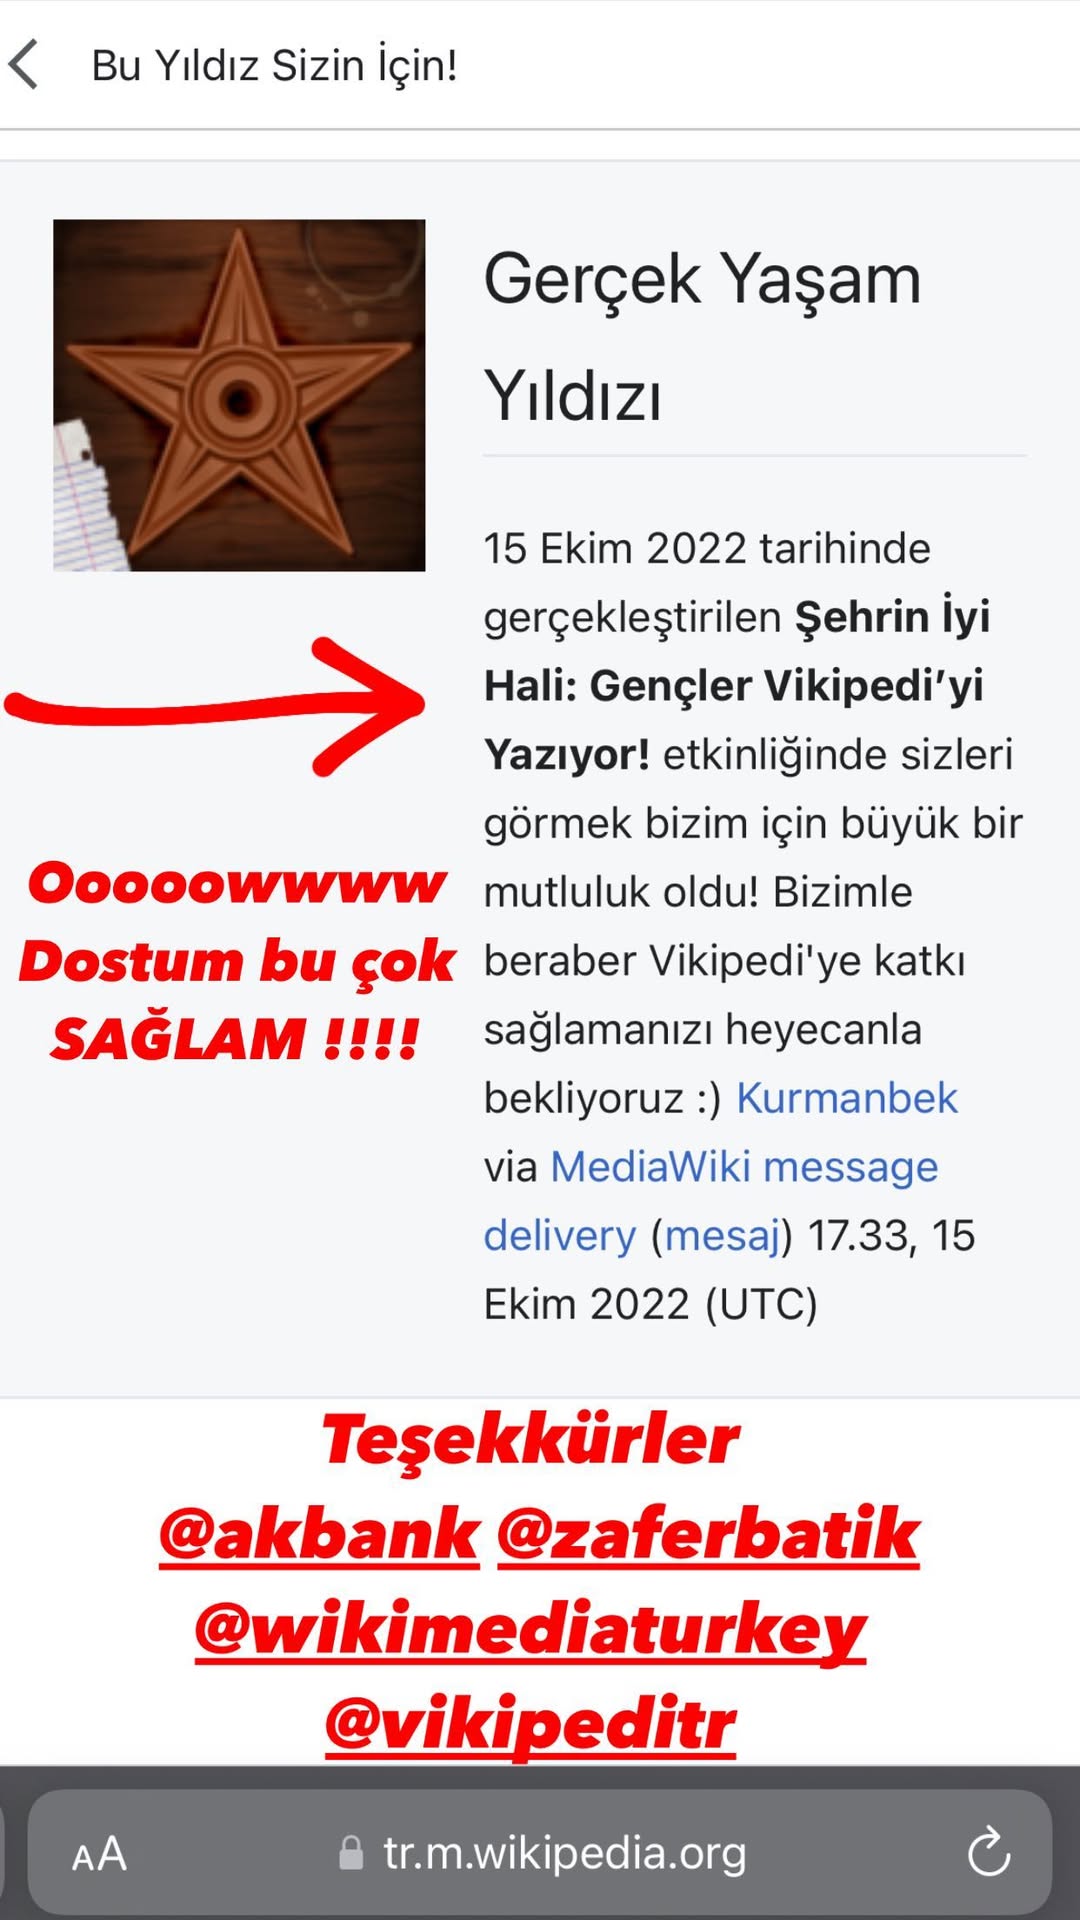 Bu Yıldız Sizin İçin!
Gerçek Yaşam
Yıldızı
15 Ekim 2022 tarihinde
gerçekleştirilen Şehrin İyi
Hali: Gençler Vikipedi’yi
Yazıyor! etkinliğinde sizleri
görmek bizim için büyük bir
mutluluk oldu! Bizimle
beraber Vikipedi'ye katkı
sağlamanızı heyecanla
bekliyoruz :) Kurmanbek
via MediaWiki message
delivery (mesaj) 17.33, 15
Ekim 2022 (UTC)
Ooooowwww
Dostum bu çok
SAĞLAM !!!!
Teşekkürler
@akbank @zaferbatik
@wikimediaturkey
@vikipeditr
AA tr.m.wikipedia.org